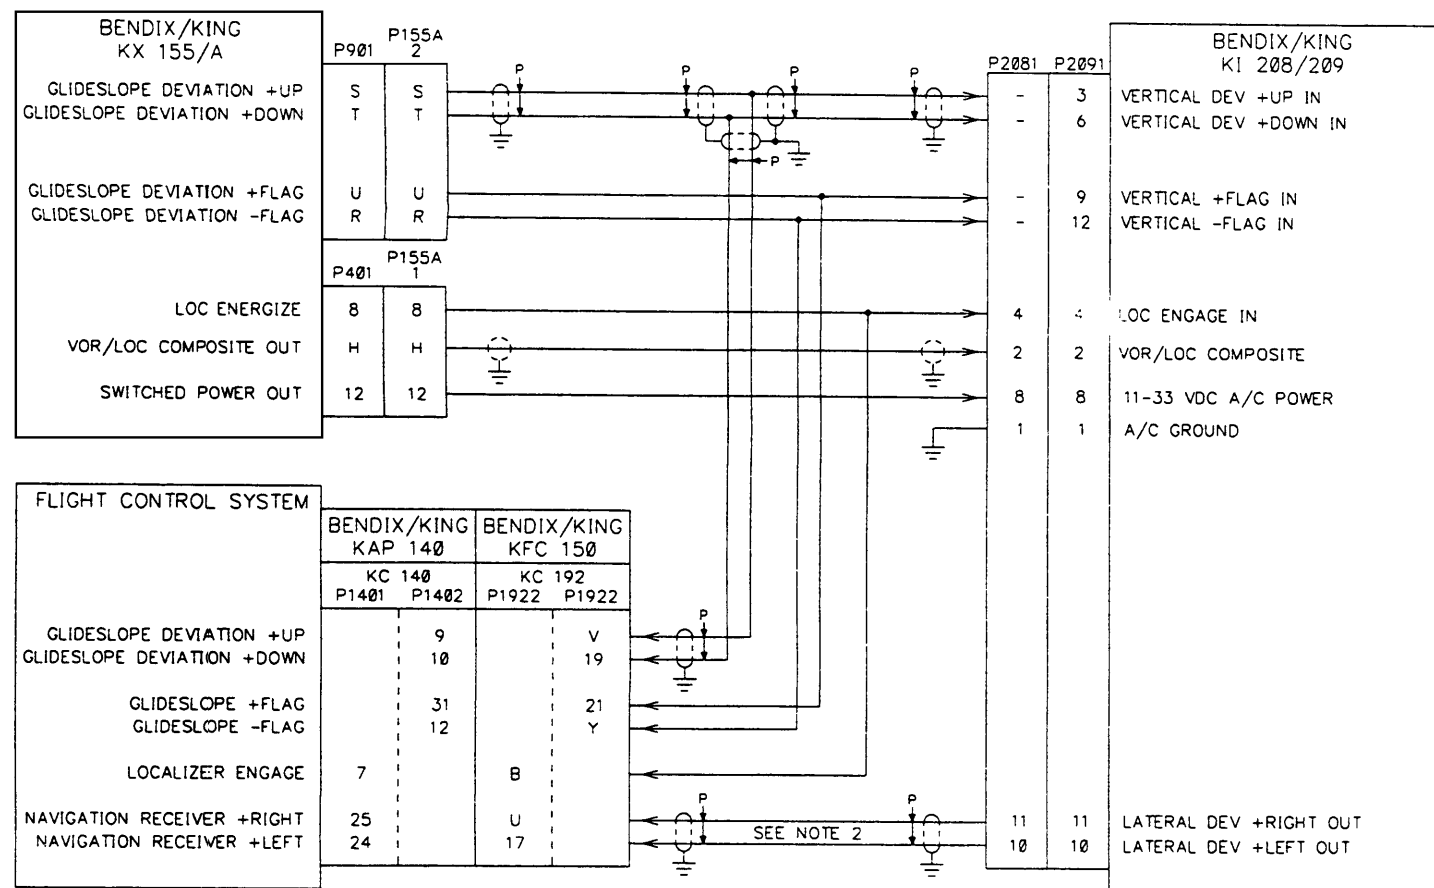 BENDIX/KING
KX 155/A
P901 P155A 2
GLIDESLOPE DEVIATION +UP S S
GLIDESLOPE DEVIATION +DOWN T T
GLIDESLOPE DEVIATION +FLAG U U
GLIDESLOPE DEVIATION -FLAG R R
P401 P155A 1
LOC ENERGIZE 8 8
VOR/LOC COMPOSITE OUT H H
SWITCHED POWER OUT 12 12
P P P P
P
BENDIX/KING
KI 208/209
P2081 P2091
- 3 VERTICAL DEV +UP IN
- 6 VERTICAL DEV +DOWN IN
- 9 VERTICAL +FLAG IN
- 12 VERTICAL -FLAG IN
4 4 LOC ENGAGE IN
2 2 VOR/LOC COMPOSITE
8 8 11-33 VDC A/C POWER
1 1 A/C GROUND
FLIGHT CONTROL SYSTEM
BENDIX/KING KAP 140
BENDIX/KING KFC 150
KC 140 KC 192
P1401 P1402 P1922 P1922
P
GLIDESLOPE DEVIATION +UP 9 V
GLIDESLOPE DEVIATION +DOWN 10 19
GLIDESLOPE +FLAG 31 21
GLIDESLOPE -FLAG 12 Y
LOCALIZER ENGAGE 7 B
P P
NAVIGATION RECEIVER +RIGHT 25 U
NAVIGATION RECEIVER +LEFT 24 17
SEE NOTE 2
11 11 LATERAL DEV +RIGHT OUT
10 10 LATERAL DEV +LEFT OUT